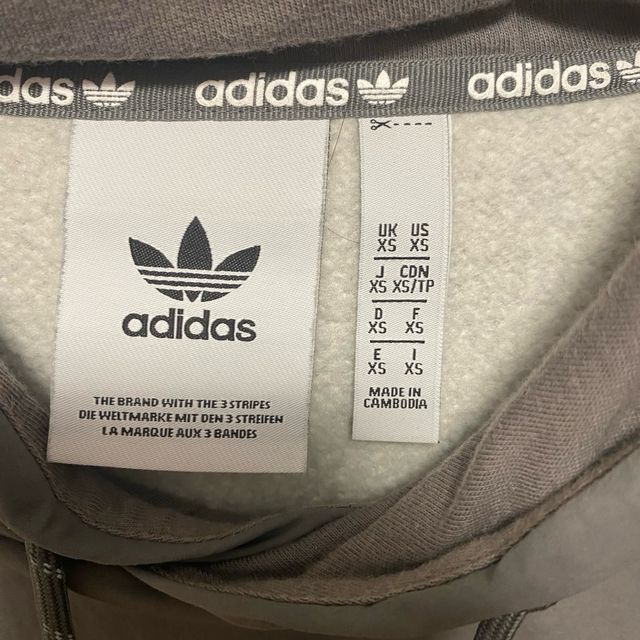 das adidas adidas
adidas
THE BRAND WITH THE 3 STRIPES
DIE WELTMARKE MIT DEN 3 STREIFEN
LA MARQUE AUX 3 BANDES
UK US
XS XS
J CDN
XS XS/TP
D F
XS XS
E I
XS XS
MADE IN
CAMBODIA